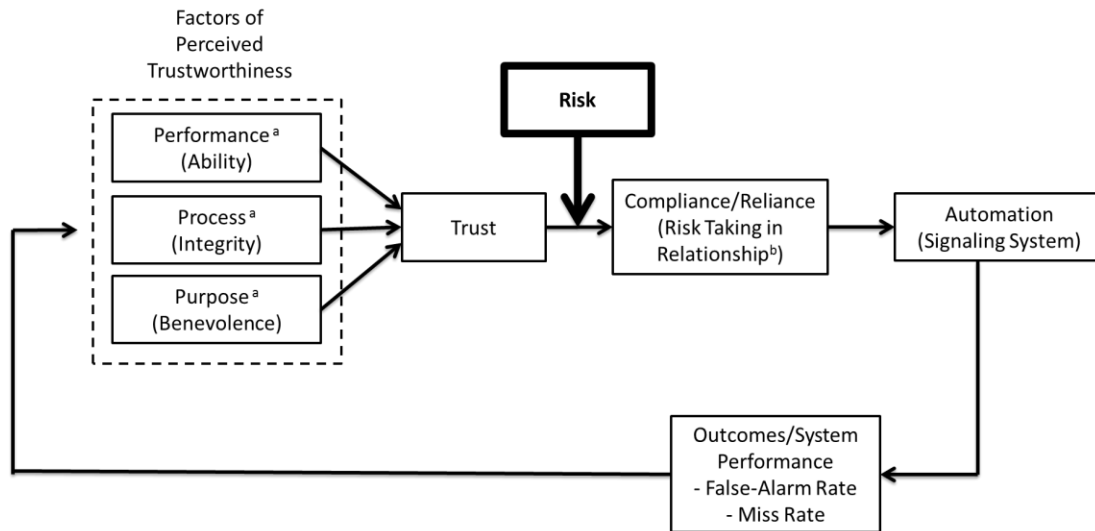 Factors of
Perceived
Trustworthiness
Risk
Performance a
(Ability)
Process a
(Integrity)
Purpose a
(Benevolence)
Trust
Compliance/Reliance
(Risk Taking in
Relationship b)
Automation
(Signaling System)
Outcomes/System
Performance
- False-Alarm Rate
- Miss Rate